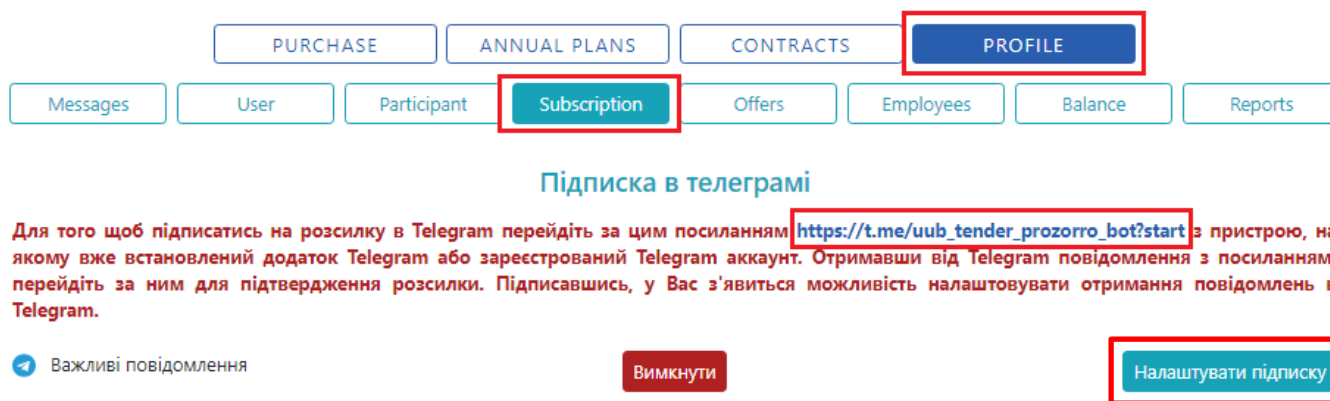 PURCHASE ANNUAL PLANS CONTRACTS PROFILE
Messages User Participant Subscription Offers Employees Balance Reports
Підписка в телеграмі
Для того щоб підписатись на розсилку в Telegram перейдіть за цим посиланням https://t.me/uub_tender_prozorro_bot?start з пристрою, на
якому вже встановлений додаток Telegram або зареєстрований Telegram аккаунт. Отримавши від Telegram повідомлення з посиланням
перейдіть за ним для підтвердження розсилки. Підписавшись, у Вас з'явиться можливість налаштовувати отримання повідомлень в
Telegram.
Важливі повідомлення Вимкнути Налаштувати підписку